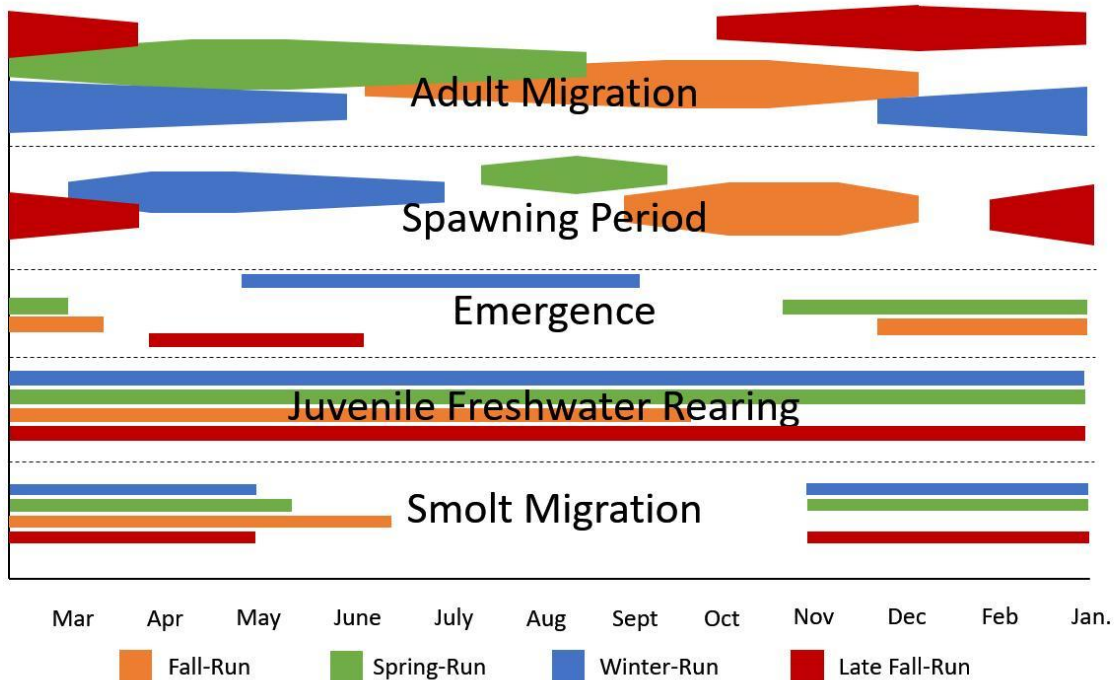 Adult Migration
Spawning Period
Emergence
Juvenile Freshwater Rearing
Smolt Migration
Mar Apr May June July Aug Sept Oct Nov Dec Feb Jan.
Fall-Run Spring-Run Winter-Run Late Fall-Run